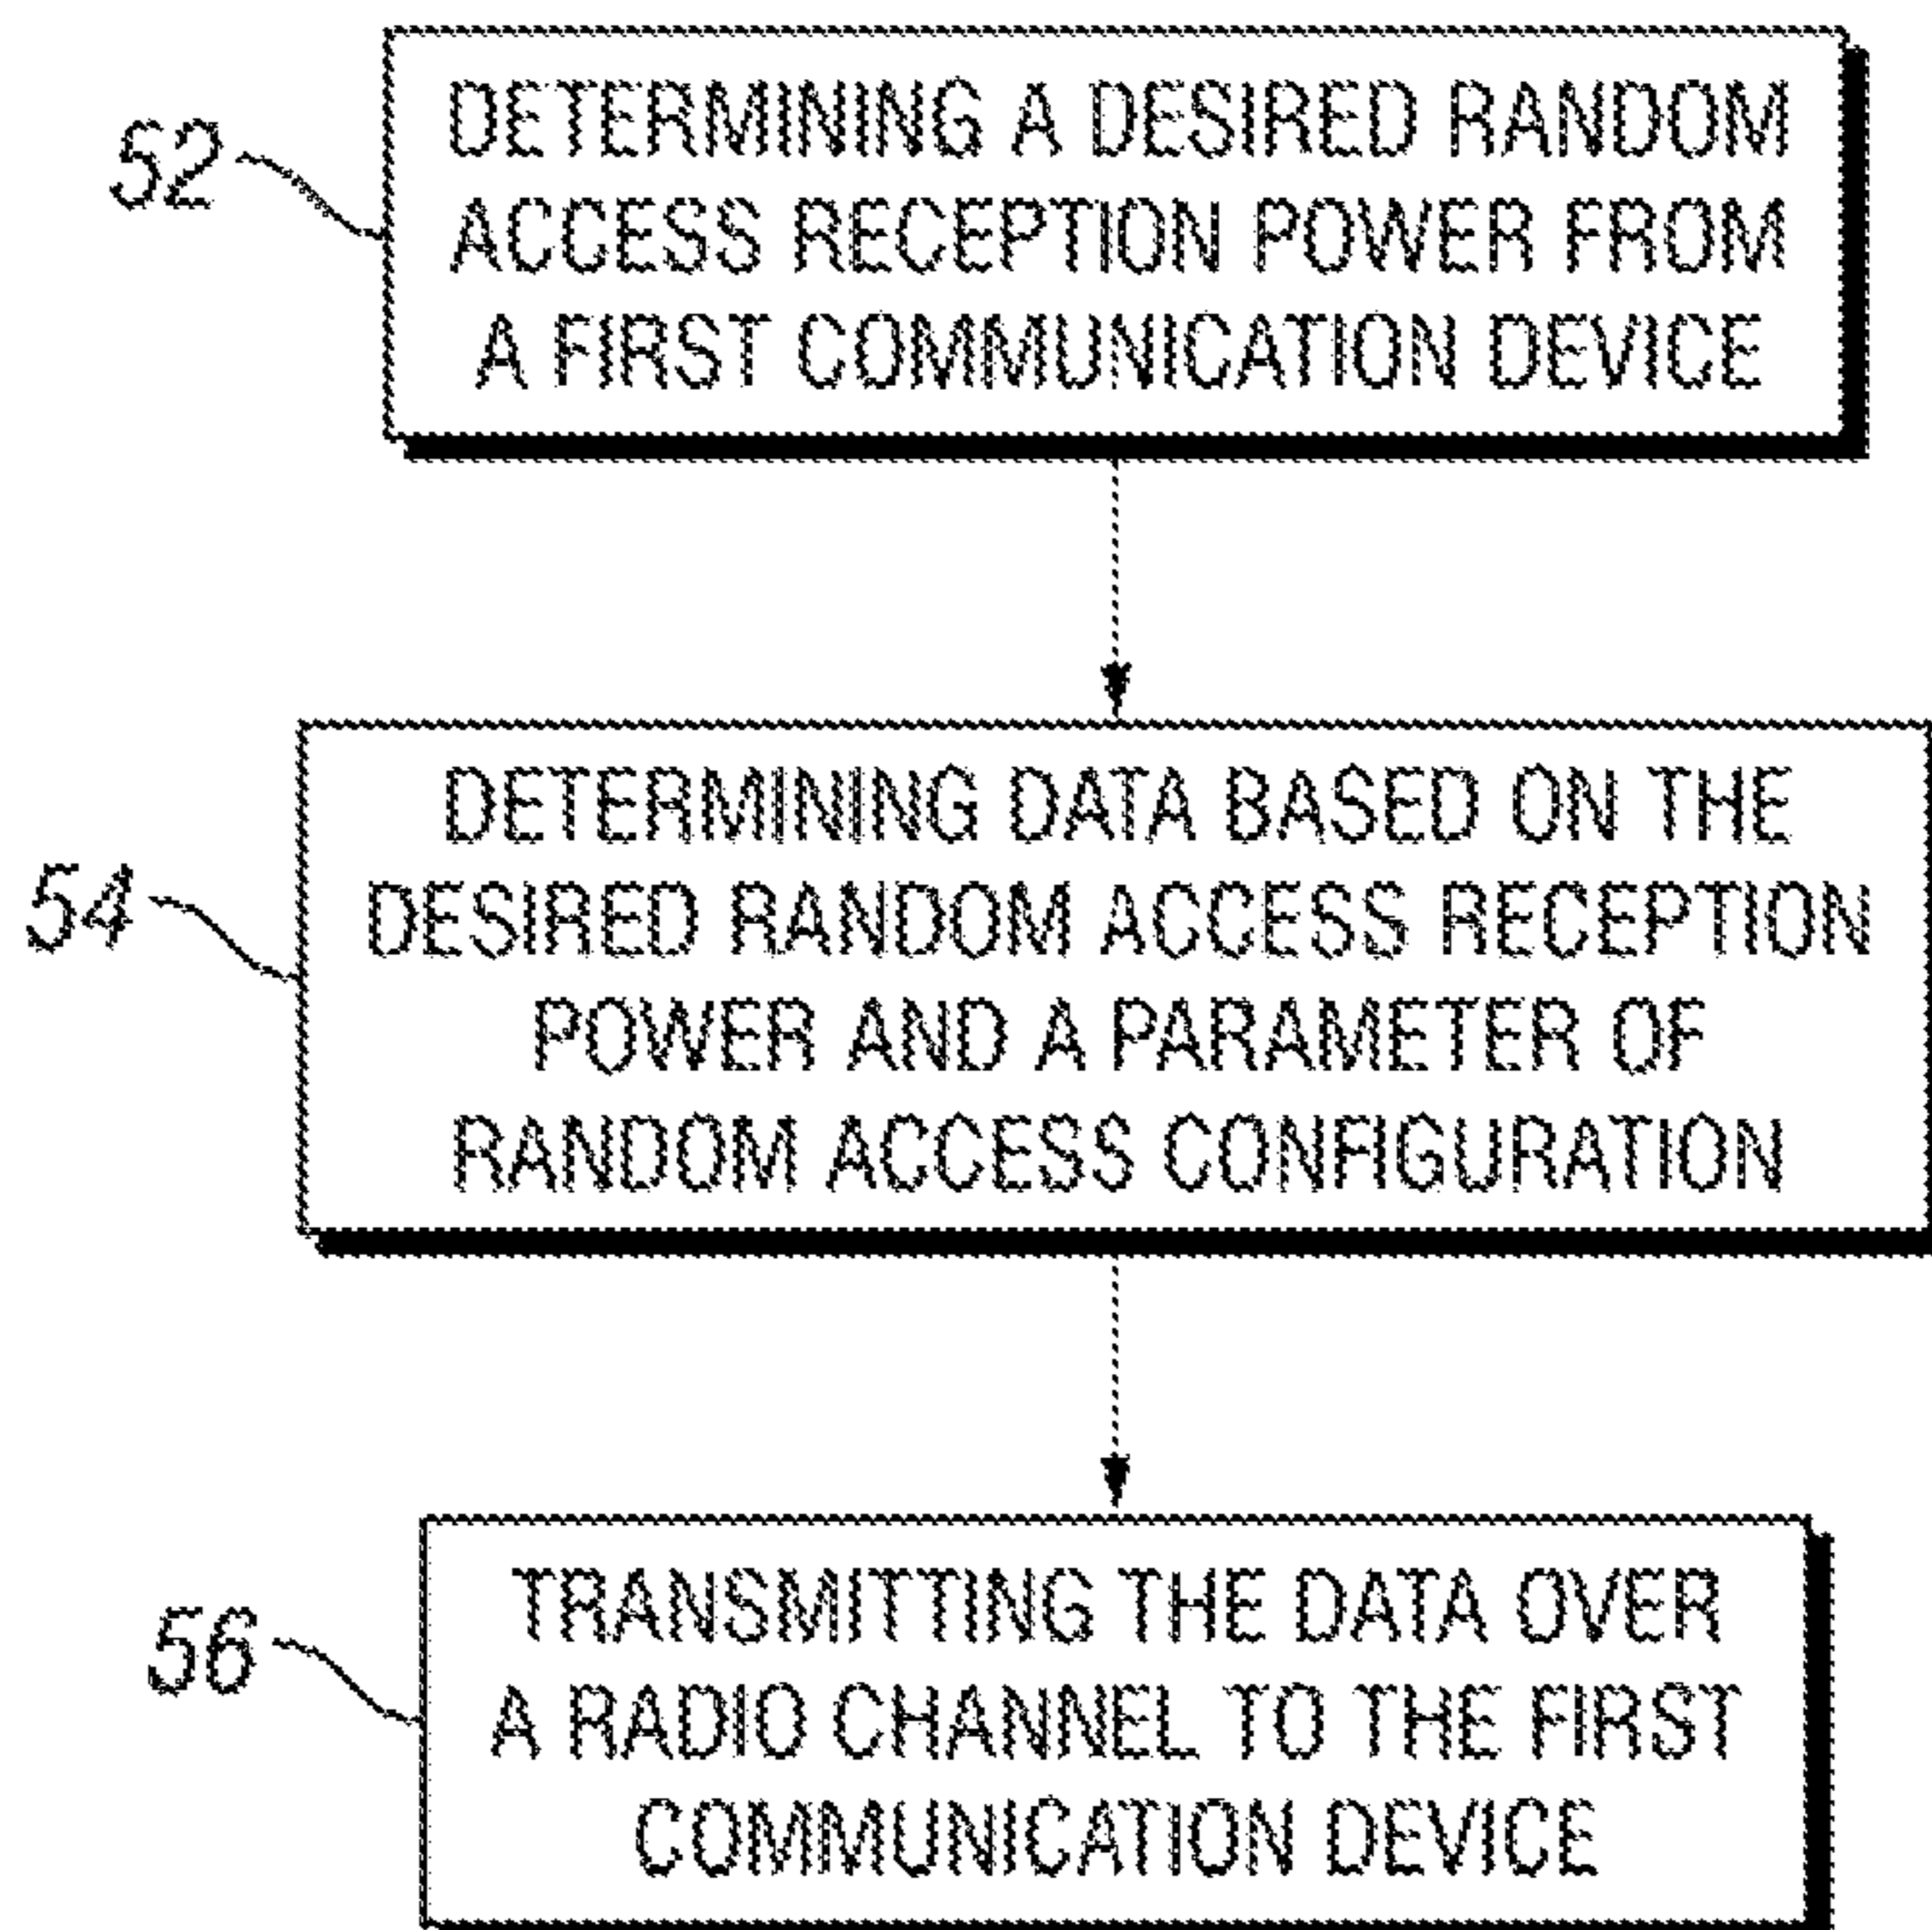 52
DETERMINING A DESIRED RANDOM
ACCESS RECEPTION POWER FROM
A FIRST COMMUNICATION DEVICE
54
DETERMINING DATA BASED ON THE
DESIRED RANDOM ACCESS RECEPTION
POWER AND A PARAMETER OF
RANDOM ACCESS CONFIGURATION
56
TRANSMITTING THE DATA OVER
A RADIO CHANNEL TO THE FIRST
COMMUNICATION DEVICE